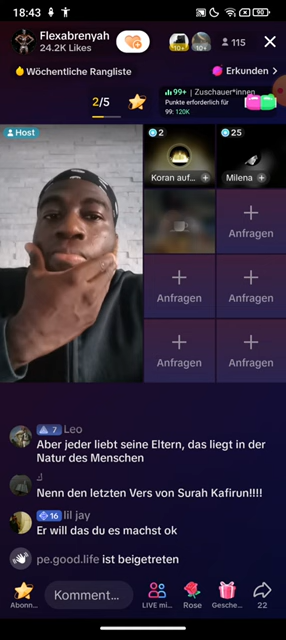 18:43
90
Flexabrenyah
24.2K Likes
10+
10+
115
Wöchentliche Rangliste
Erkunden >
2/5
99+ | Zuschauer*innen
Punkte erforderlich für
99: 120K
Host
2
Koran auf...
25
Milena
Anfragen
Anfragen
Anfragen
Anfragen
Anfragen
7 Leo
Aber jeder liebt seine Eltern, das liegt in der
Natur des Menschen
Nenn den letzten Vers von Surah Kafirun!!!!
16 lil jay
Er will das du es machst ok
pe.good.life ist beigetreten
Abonn...
Komment...
LIVE mi...
Rose
Gesche...
22